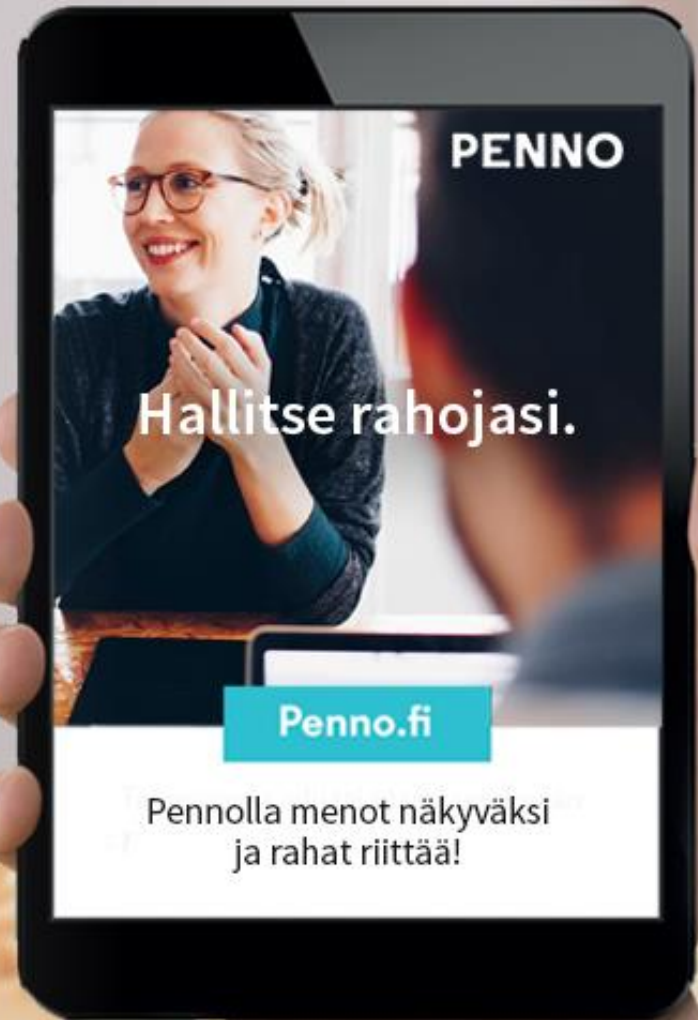 PENNO
Hallitse rahojasi.
Penno.fi
Pennolla menot näkyväksi
ja rahat riittää!